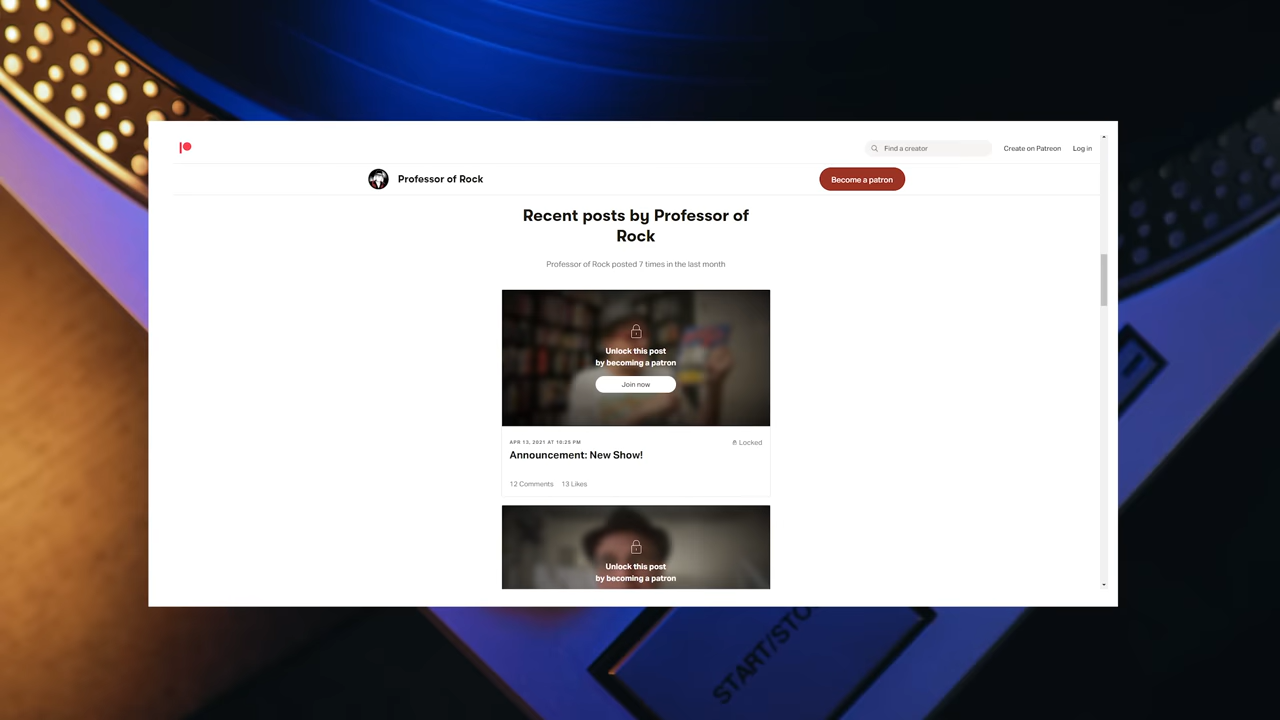 Find a creator
Create on Patreon
Log in
Professor of Rock
Become a patron
Recent posts by Professor of
Rock
Professor of Rock posted 7 times in the last month
Unlock this post
by becoming a patron
Join now
APR 13, 2021 AT 10:25 PM
Locked
Announcement: New Show!
12 Comments
13 Likes
Unlock this post
by becoming a patron
START/STO